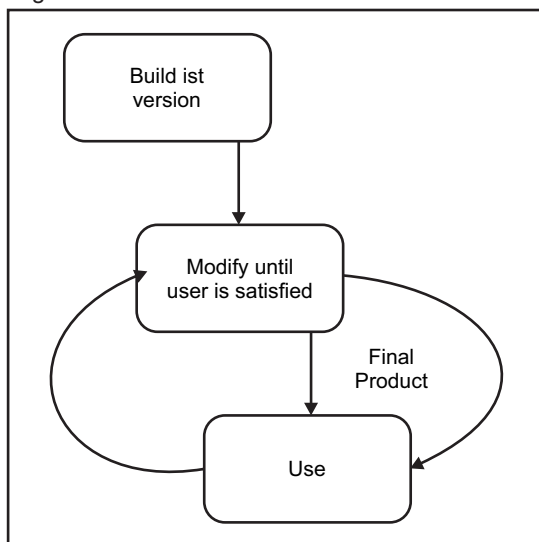 Build ist
version
Modify until
user is satisfied
Final
Product
Use